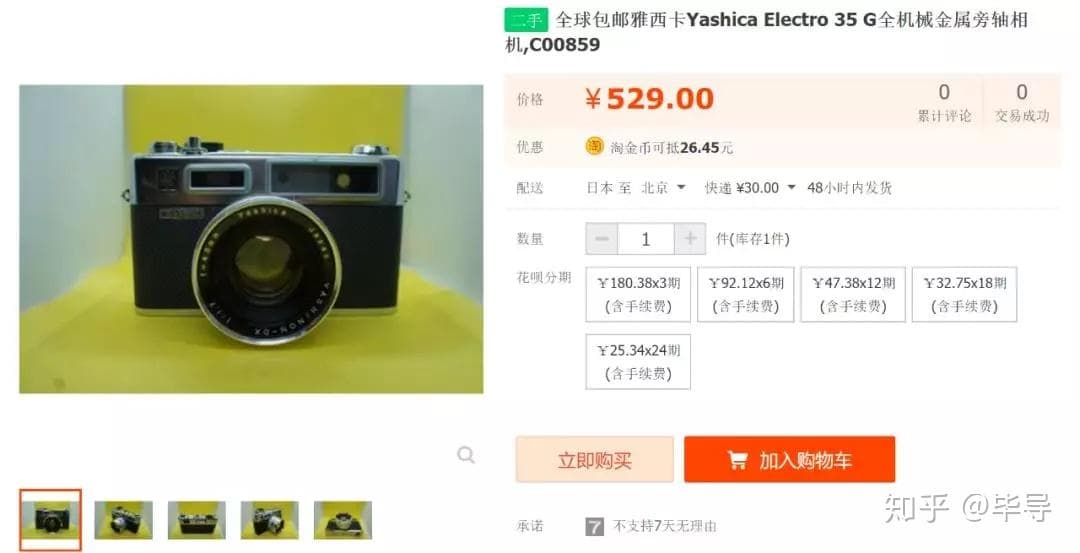 二手 全球包邮雅西卡Yashica Electro 35 G全机械金属旁轴相
机,C00859
价格 ¥529.00
0 累计评论
0 交易成功
优惠 淘 淘金币可抵26.45元
配送 日本 至 北京 快递 ¥30.00 48小时内发货
数量 − 1 + 件(库存1件)
花呗分期
¥180.38x3期
(含手续费)
¥92.12x6期
(含手续费)
¥47.38x12期
(含手续费)
¥32.75x18期
(含手续费)
¥25.34x24期
(含手续费)
立即购买
加入购物车
承诺 7 不支持7天无理由
Yashica Japan
YASHINON-DX 1:1.7
知乎 @毕导